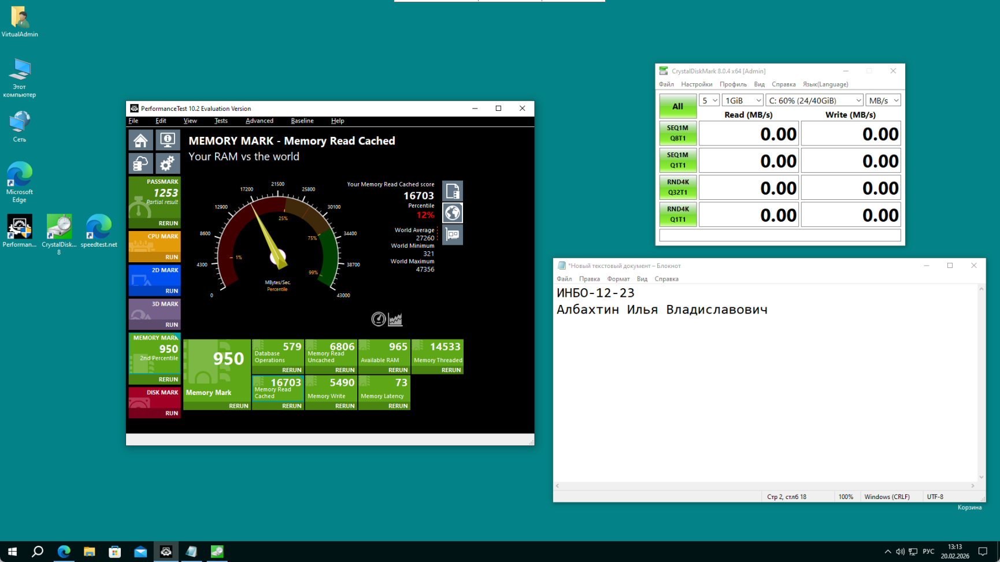 VirtualAdmin
Этот
компьютер
Сеть
Microsoft
Edge
Performan...
CrystalDisk...
8
speedtest.net
PerformanceTest 10.2 Evaluation Version
File Edit View Tests Advanced Baseline Help
MEMORY MARK - Memory Read Cached
Your RAM vs the world
PASSMARK
1253
Partial result
RERUN
CPU MARK
RUN
2D MARK
RUN
3D MARK
RUN
MEMORY MARK
950
2nd Percentile
RERUN
DISK MARK
RUN
0
4300
8600
12900
17200
21500
25800
30100
34400
38700
43000
1%
25%
75%
99%
MBytes/Sec.
Percentile
Your Memory Read Cached score
16703
Percentile
12%
World Average
27260
World Minimum
321
World Maximum
47356
950
Memory Mark
RERUN
579
Database
Operations
RERUN
6806
Memory Read
Uncached
RERUN
965
Available RAM
RERUN
14533
Memory Threaded
RERUN
16703
Memory Read
Cached
RERUN
5490
Memory Write
RERUN
73
Memory Latency
RERUN
CrystalDiskMark 8.0.4 x64 [Admin]
Файл Настройки Профиль Вид Справка Язык(Language)
All 5 1GiB C: 60% (24/40GiB) MB/s
Read (MB/s) Write (MB/s)
SEQ1M
Q8T1
0.00 0.00
SEQ1M
Q1T1
0.00 0.00
RND4K
Q32T1
0.00 0.00
RND4K
Q1T1
0.00 0.00
*Новый текстовый документ – Блокнот
Файл Правка Формат Вид Справка
ИНБО-12-23
Албахтин Илья Владиславович
Стр 2, стлб 18 100% Windows (CRLF) UTF-8
Корзина
РУС
13:13
20.02.2026